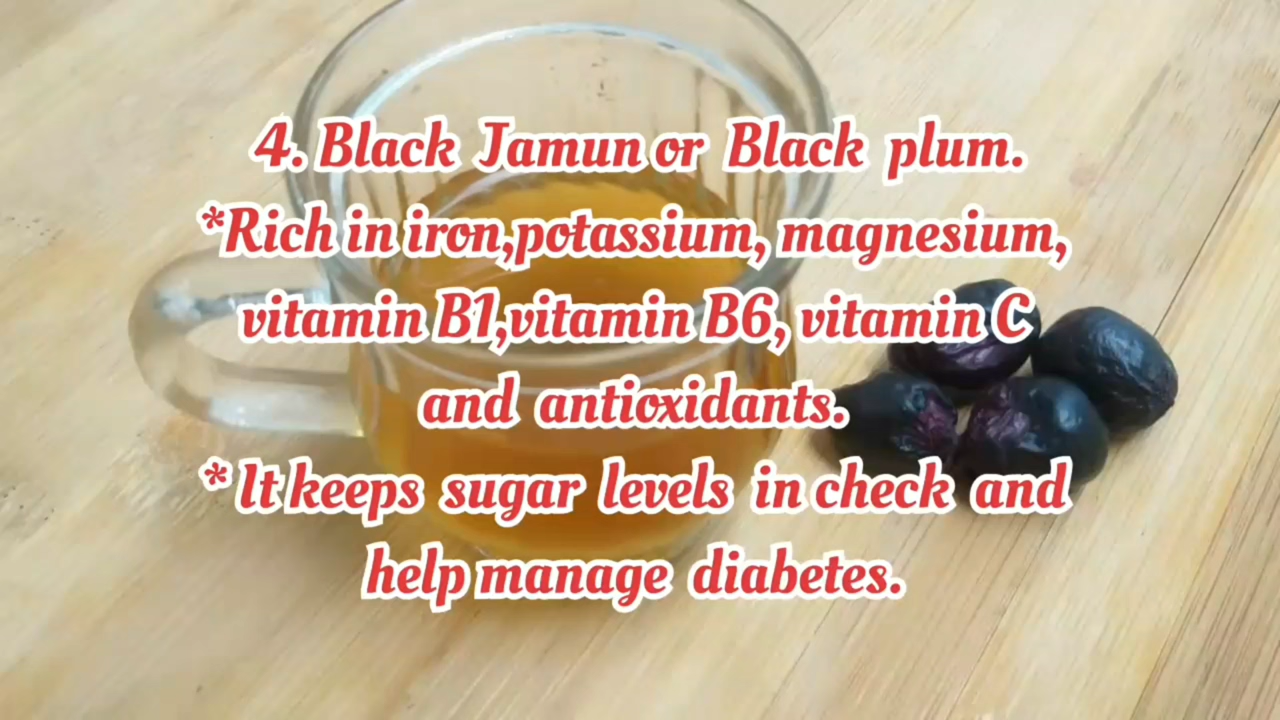 4. Black Jamun or Black plum.
*Rich in iron,potassium, magnesium,
vitamin B1,vitamin B6, vitamin C
and antioxidants.
* It keeps sugar levels in check and
help manage diabetes.